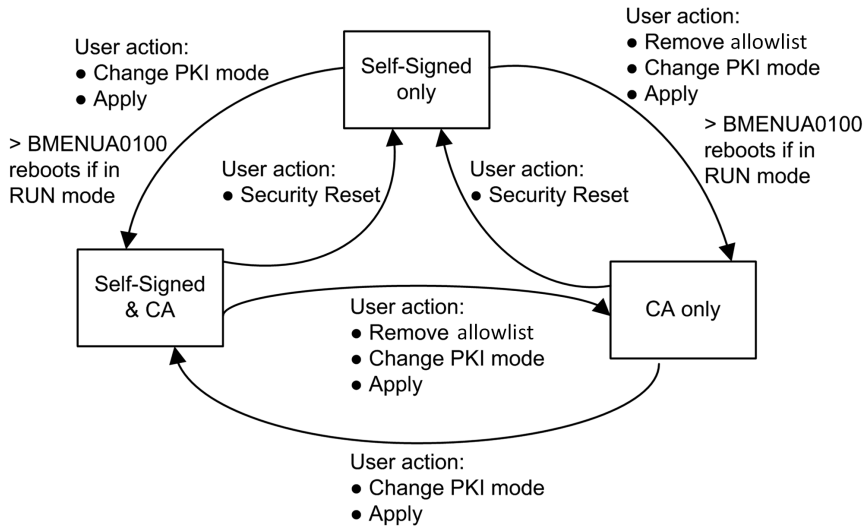 User action:
● Change PKI mode
● Apply
> BMENUA0100
reboots if in
RUN mode
Self-Signed
only
User action:
● Remove allowlist
● Change PKI mode
● Apply
> BMENUA0100
reboots if in
RUN mode
User action:
● Security Reset
User action:
● Security Reset
Self-Signed
& CA
User action:
● Remove allowlist
● Change PKI mode
● Apply
CA only
User action:
● Change PKI mode
● Apply